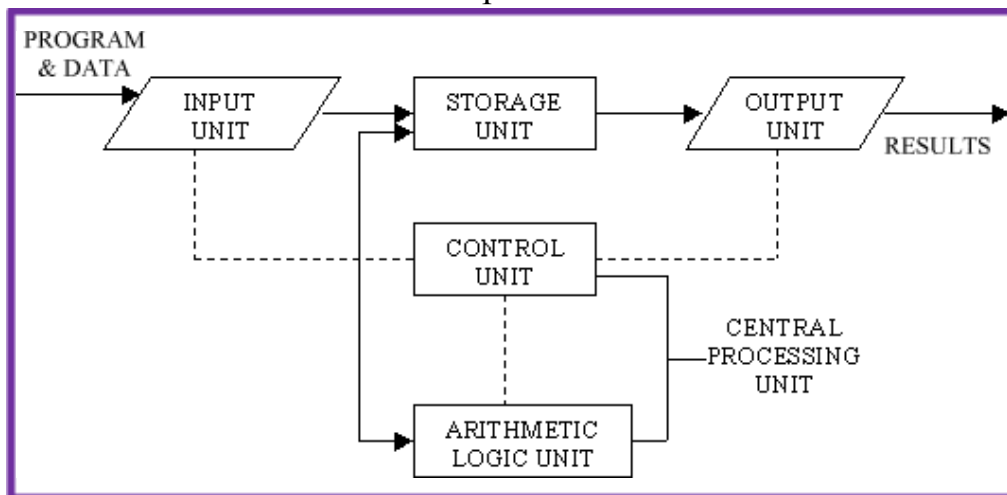 PROGRAM
& DATA
INPUT
UNIT
STORAGE
UNIT
OUTPUT
UNIT
RESULTS
CONTROL
UNIT
CENTRAL
PROCESSING
UNIT
ARITHMETIC
LOGIC UNIT